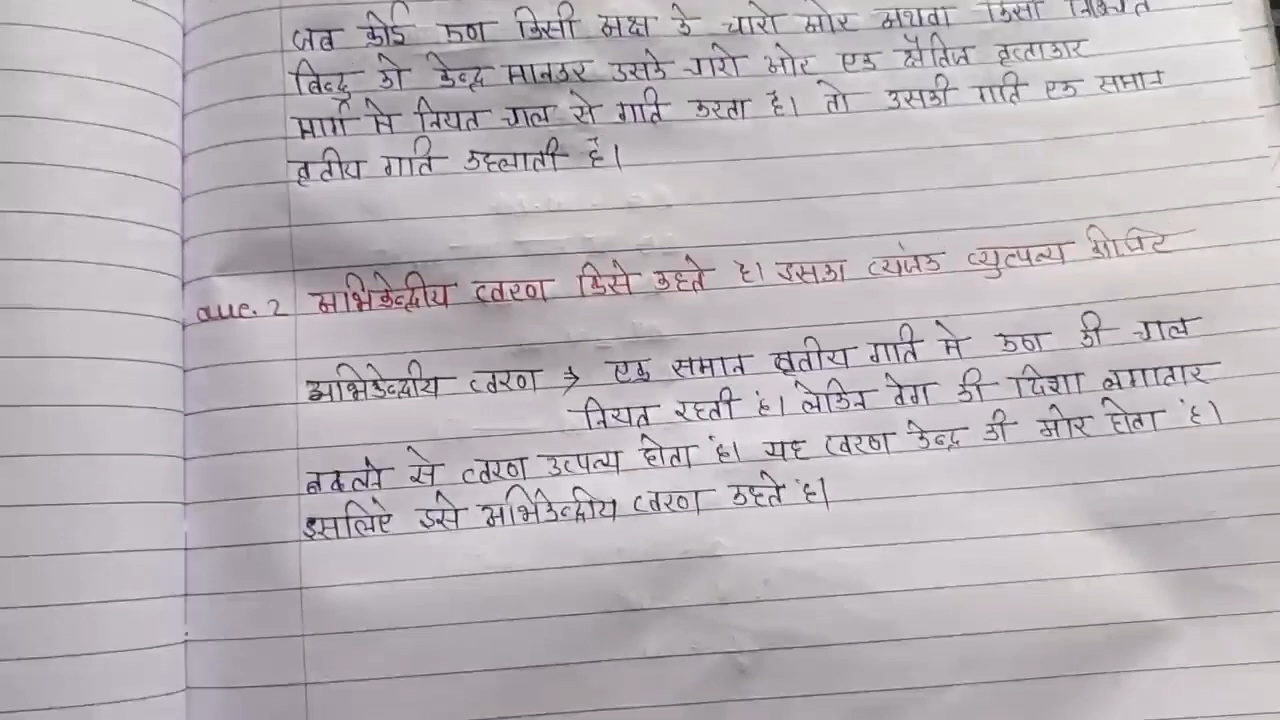 जब कोई कण किसी अक्ष के चारो ओर अथवा किसी निश्चित
बिन्दु को केन्द्र मानकर उसके चारो ओर एक क्षैतिज वृत्ताकार
मार्ग मे नियत चाल से गति करता है। तो उसकी गति एक समान
वृतीय गति कहलाती है।
que. 2 अभिकेन्द्रीय त्वरण किसे कहते है। इसका व्यंजक व्युत्पन्य कीजिए
अभिकेन्द्रीय त्वरण → एक समान वृतीय गति मे कण की चाल
नियत रहती है। लेकिन वेग की दिशा लगातार
बदलने से त्वरण उत्पन्य होता है। यह त्वरण केन्द्र की ओर होता है।
इसलिए इसे अभिकेन्द्रीय त्वरण कहते है।